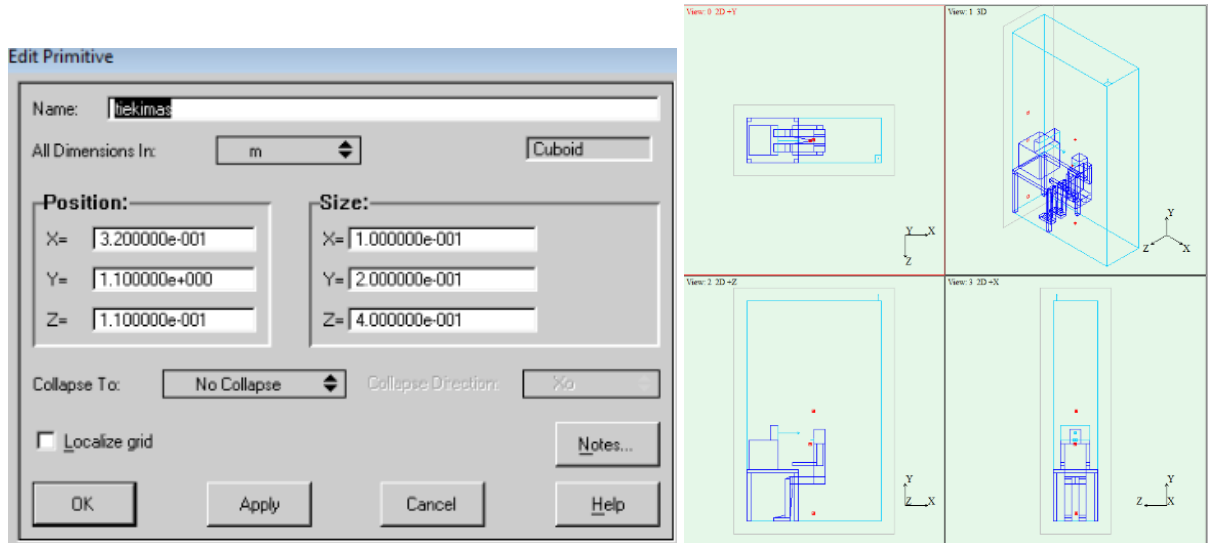 Edit Primitive
Name: tiekimas
All Dimensions In: m Cuboid
Position: Size:
X= 3.200000e-001 X= 1.000000e-001
Y= 1.100000e+000 Y= 2.000000e-001
Z= 1.100000e-001 Z= 4.000000e-001
Collapse To: No Collapse Collapse Direction: Xo
Localize grid Notes...
OK Apply Cancel Help
View: 0 2D +Y View: 1 3D
Y X Y
Z Z X
View: 2 2D +Z View: 3 2D +X
Y Y
Z X Z X